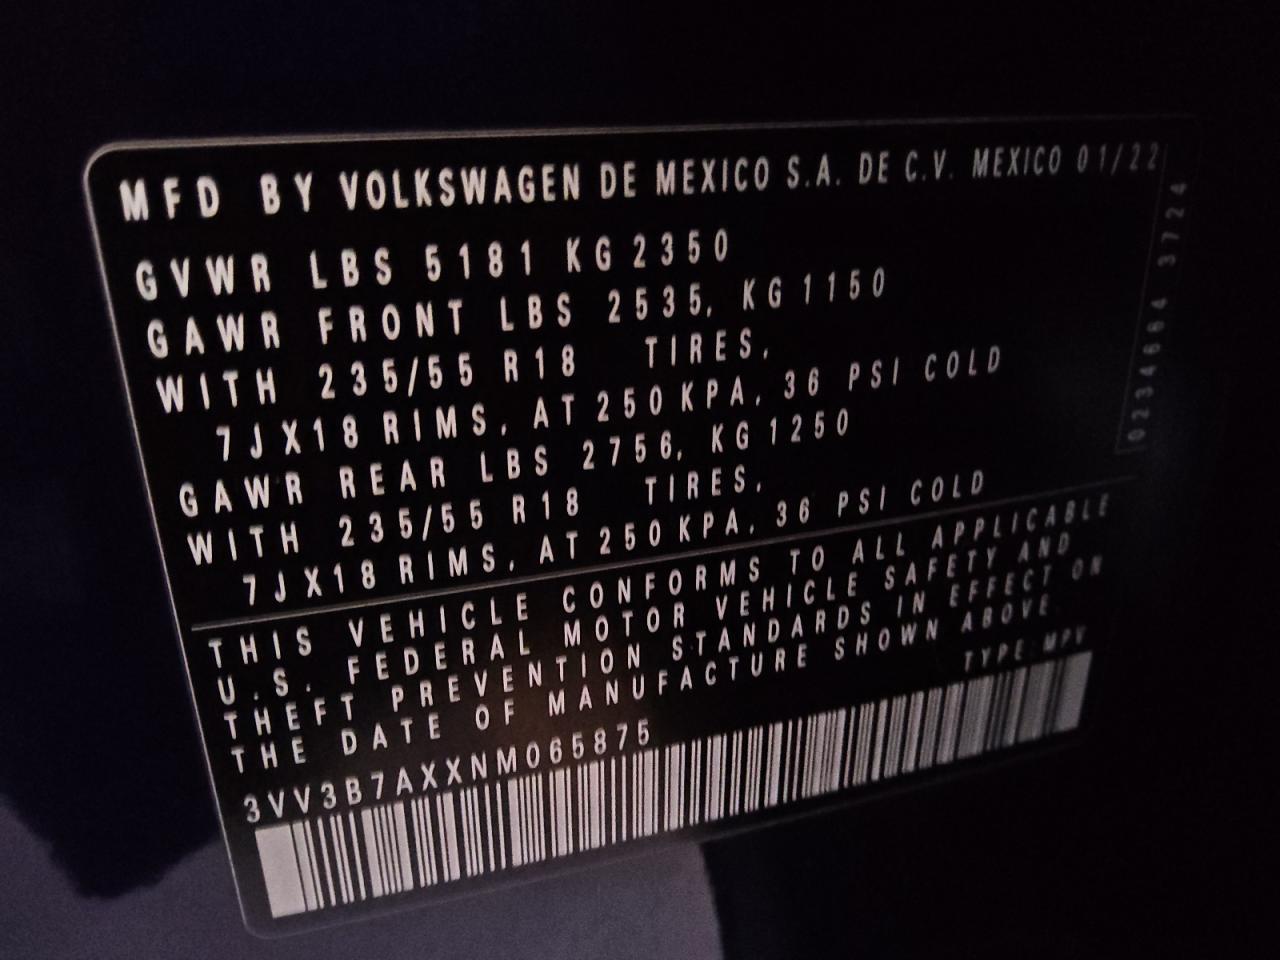 MFD BY VOLKSWAGEN DE MEXICO S.A. DE C.V. MEXICO 01/22
GVWR LBS 5181 KG 2350
GAWR FRONT LBS 2535, KG 1150
WITH 235/55 R18 TIRES,
7JX18 RIMS, AT 250 KPA, 36 PSI COLD
GAWR REAR LBS 2756, KG 1250
WITH 235/55 R18 TIRES,
7JX18 RIMS, AT 250 KPA, 36 PSI COLD
THIS VEHICLE CONFORMS TO ALL APPLICABLE
U.S. FEDERAL MOTOR VEHICLE SAFETY AND
THEFT PREVENTION STANDARDS IN EFFECT ON
THE DATE OF MANUFACTURE SHOWN ABOVE.
TYPE: MPV
3VV3B7AXXNM065875
0234664 3724